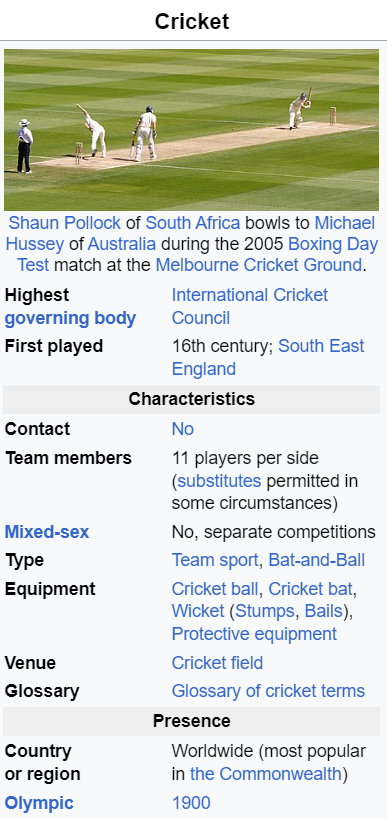 Cricket
Shaun Pollock of South Africa bowls to Michael
Hussey of Australia during the 2005 Boxing Day
Test match at the Melbourne Cricket Ground.
Highest governing body
International Cricket Council
First played
16th century; South East England
Characteristics
Contact
No
Team members
11 players per side
(substitutes permitted in
some circumstances)
Mixed-sex
No, separate competitions
Type
Team sport, Bat-and-Ball
Equipment
Cricket ball, Cricket bat,
Wicket (Stumps, Bails),
Protective equipment
Venue
Cricket field
Glossary
Glossary of cricket terms
Presence
Country
or region
Worldwide (most popular
in the Commonwealth)
Olympic
1900